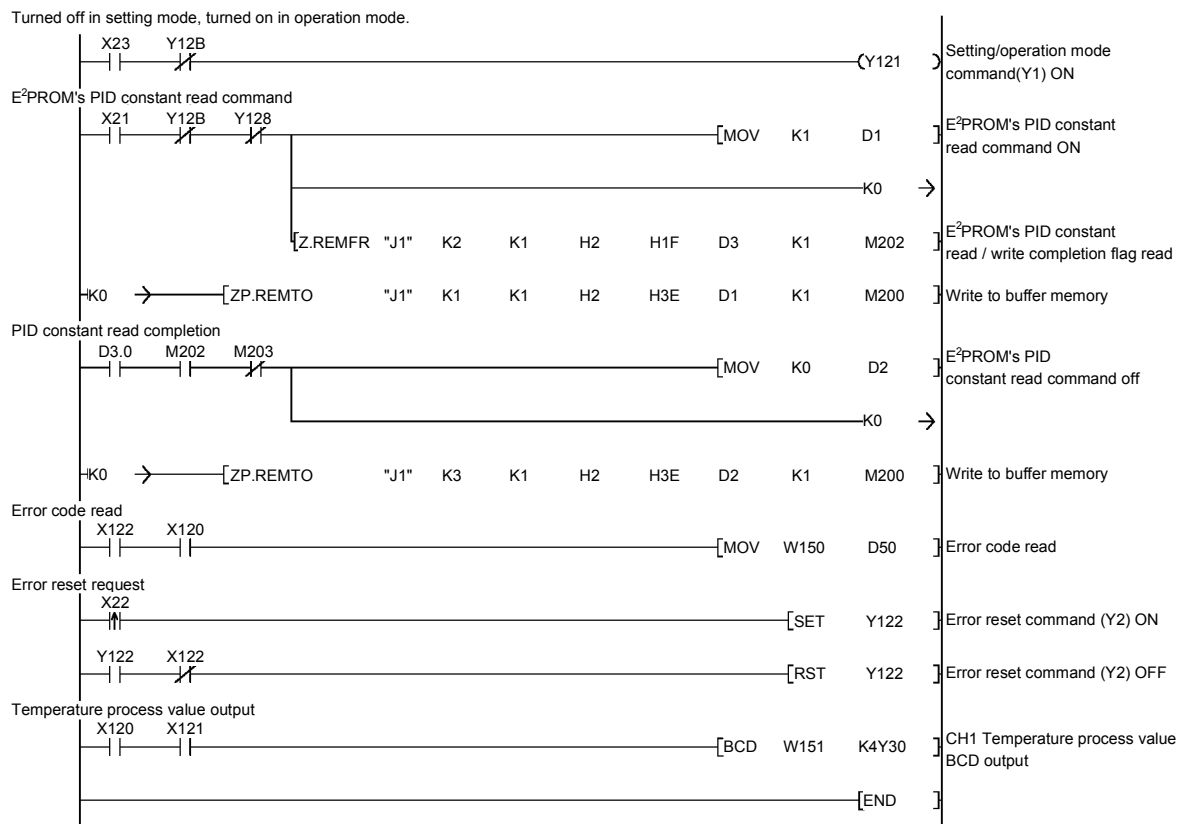 Turned off in setting mode, turned on in operation mode.
X23 Y12B
Y121 Setting/operation mode
command(Y1) ON
E²PROM's PID constant read command
X21 Y12B Y128
MOV K1 D1 E²PROM's PID constant
read command ON
K0
Z.REMFR "J1" K2 K1 H2 H1F D3 K1 M202 E²PROM's PID constant
read / write completion flag read
K0 ZP.REMTO "J1" K1 K1 H2 H3E D1 K1 M200 Write to buffer memory
PID constant read completion
D3.0 M202 M203
MOV K0 D2 E²PROM's PID
constant read command off
K0
K0 ZP.REMTO "J1" K3 K1 H2 H3E D2 K1 M200 Write to buffer memory
Error code read
X122 X120
MOV W150 D50 Error code read
Error reset request
X22
SET Y122 Error reset command (Y2) ON
Y122 X122
RST Y122 Error reset command (Y2) OFF
Temperature process value output
X120 X121
BCD W151 K4Y30 CH1 Temperature process value
BCD output
END